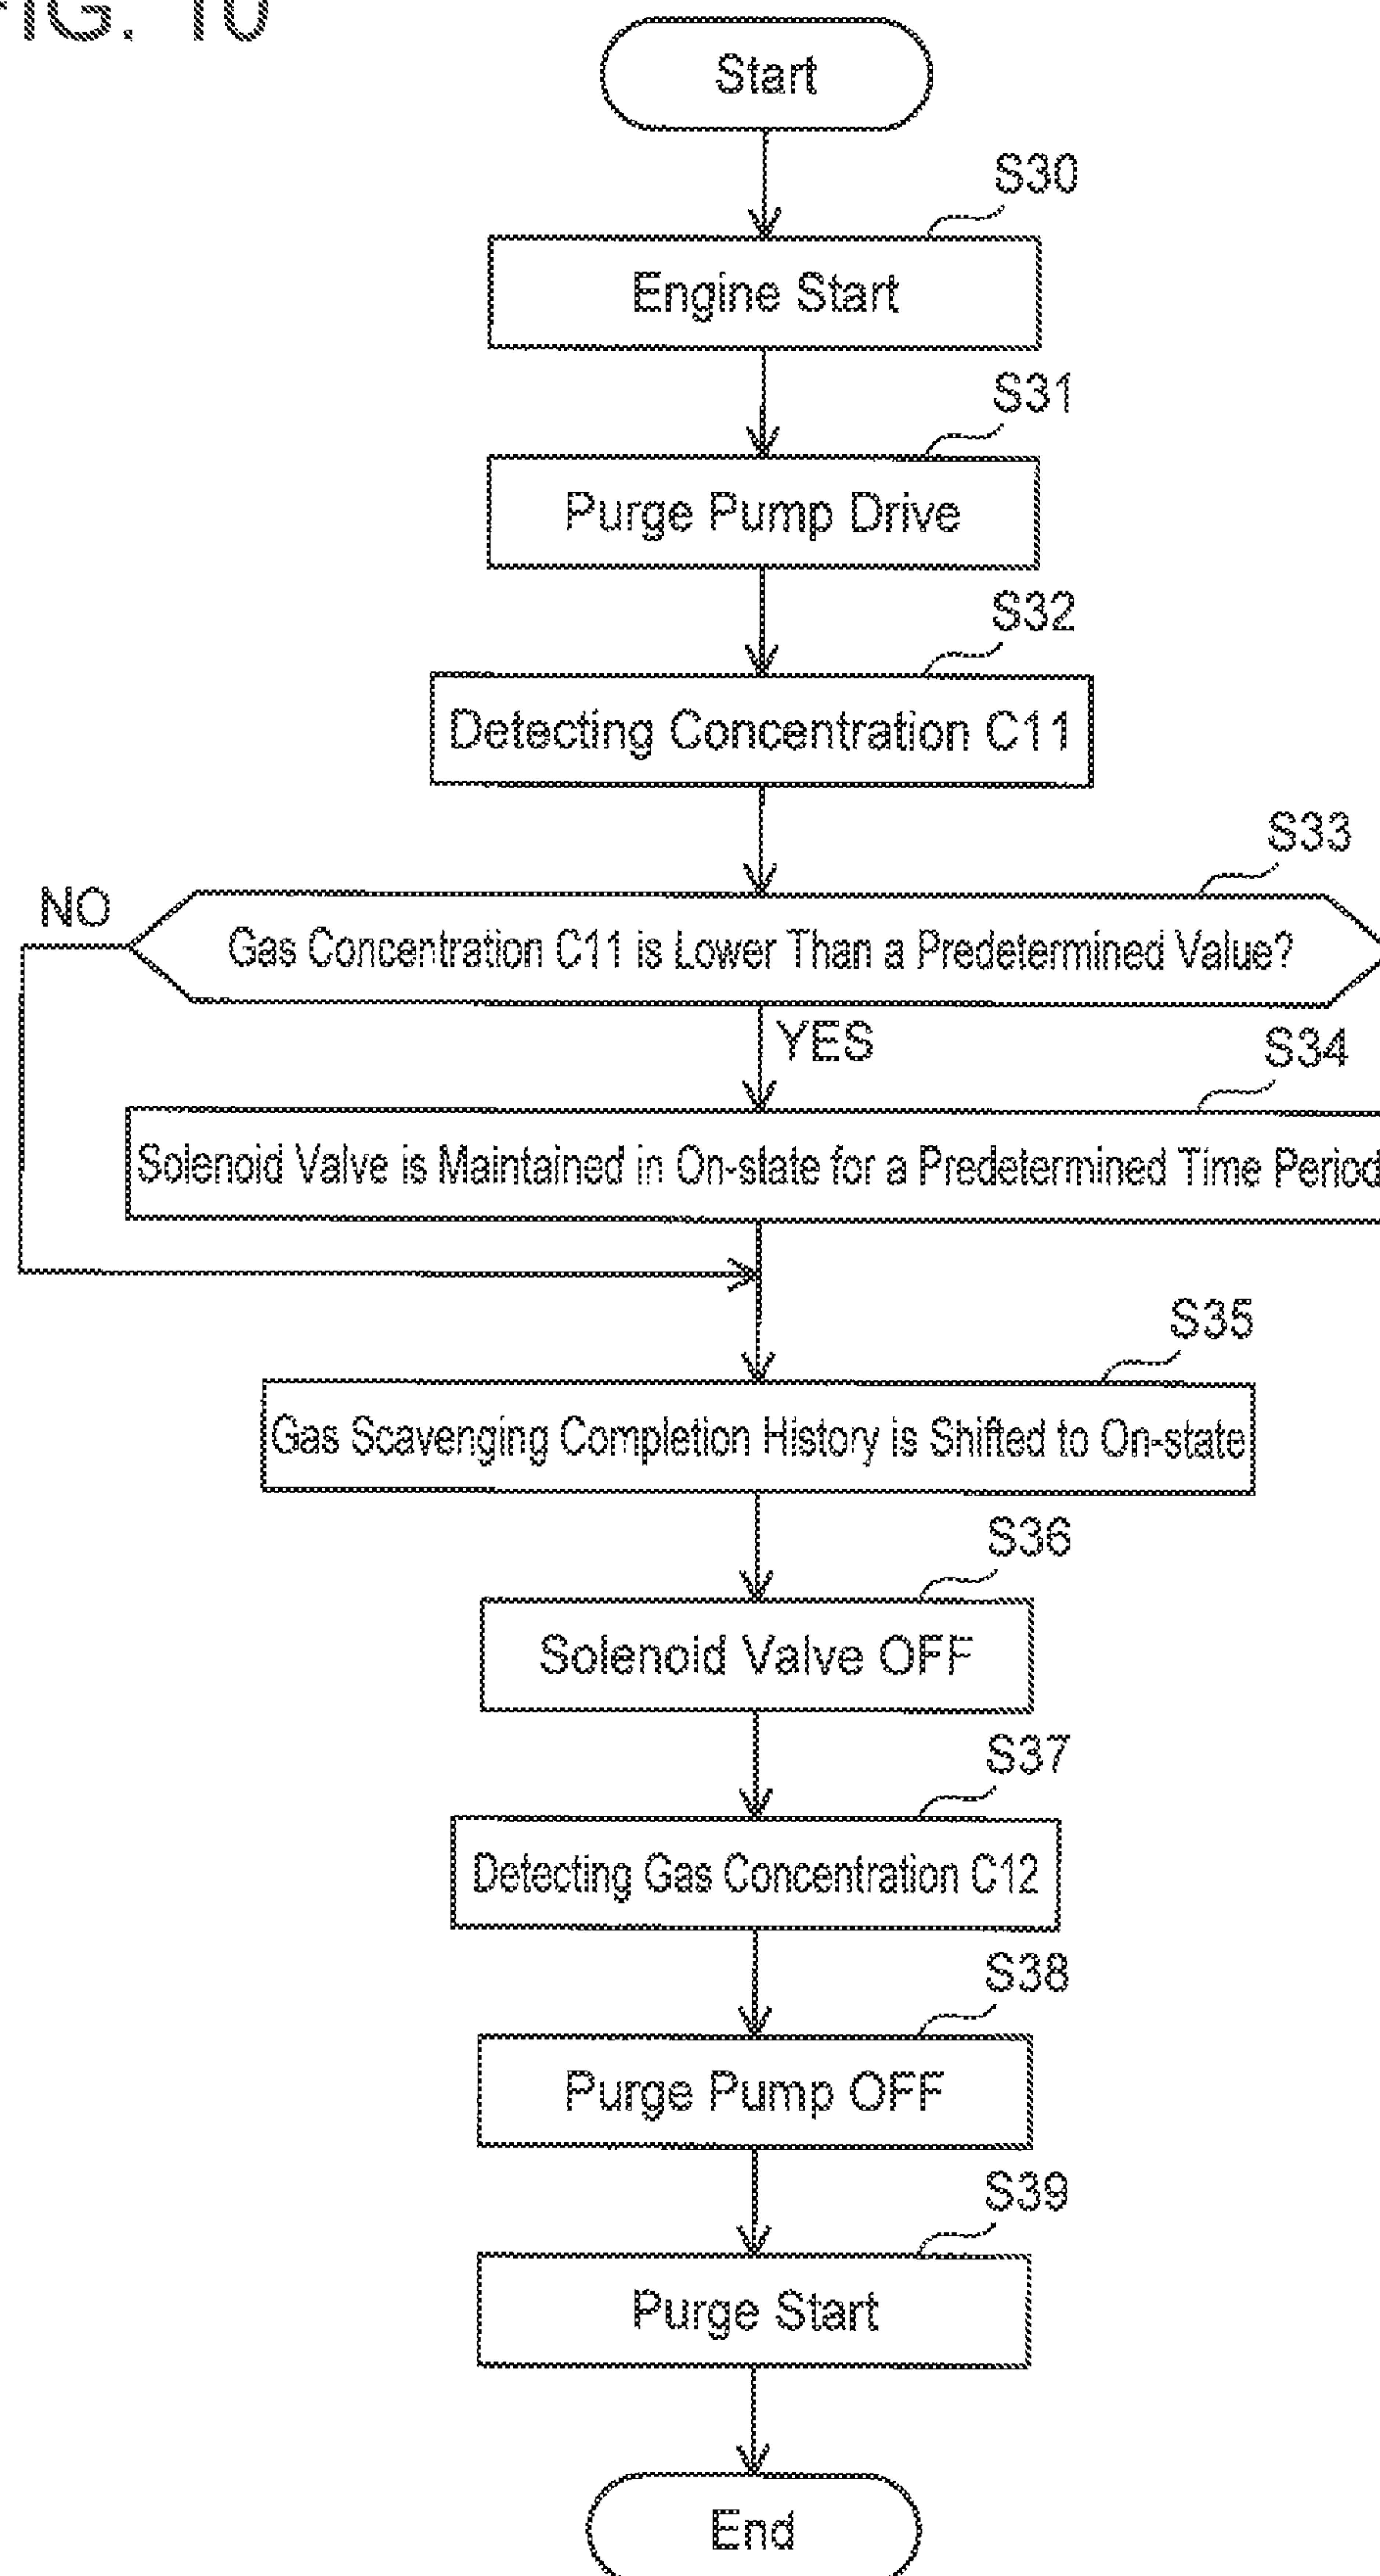 FIG. 10
Start
S30
Engine Start
S31
Purge Pump Drive
S32
Detecting Concentration C11
S33
NO
Gas Concentration C11 is Lower Than a Predetermined Value?
YES
S34
Solenoid Valve is Maintained in On-state for a Predetermined Time Period
S35
Gas Scavenging Completion History is Shifted to On-state
S36
Solenoid Valve OFF
S37
Detecting Gas Concentration C12
S38
Purge Pump OFF
S39
Purge Start
End